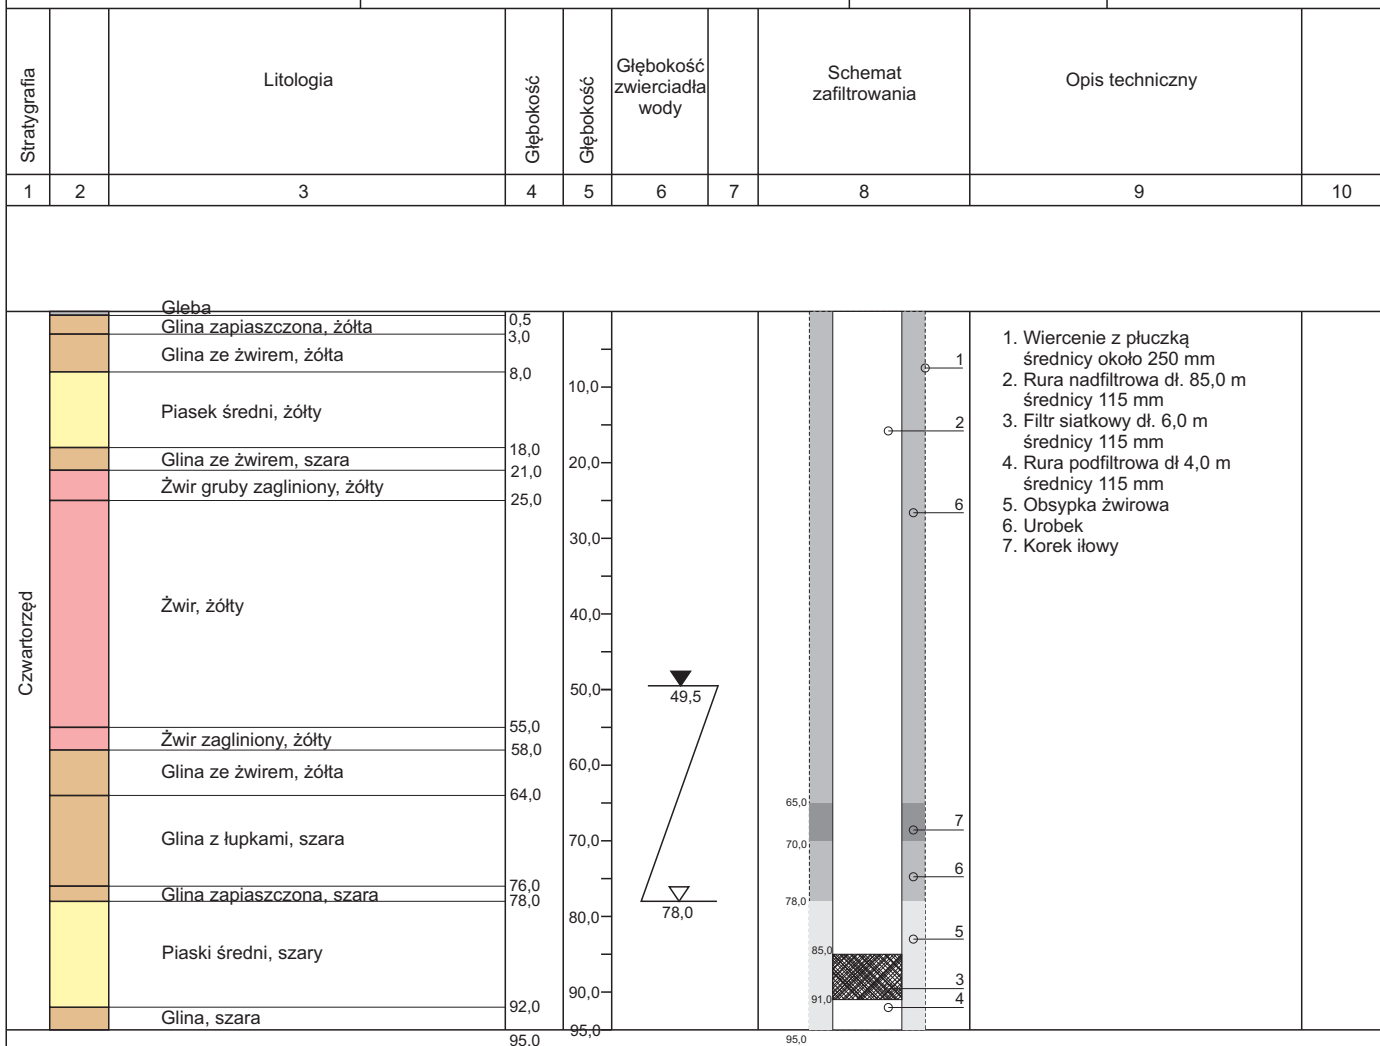 Stratygrafia
Litologia
Głębokość
Głębokość
Głębokość
zwierciadła
wody
Schemat
zafiltrowania
Opis techniczny
1
2
3
4
5
6
7
8
9
10
Czwartorzęd
Gleba
0,5
Glina zapiaszczona, żółta
3,0
Glina ze żwirem, żółta
8,0
Piasek średni, żółty
18,0
Glina ze żwirem, szara
21,0
Żwir gruby zagliniony, żółty
25,0
Żwir, żółty
55,0
Żwir zagliniony, żółty
58,0
Glina ze żwirem, żółta
64,0
Glina z łupkami, szara
76,0
Glina zapiaszczona, szara
78,0
Piaski średni, szary
92,0
Glina, szara
95,0
10,0
20,0
30,0
40,0
50,0
60,0
70,0
80,0
90,0
95,0
49,5
78,0
65,0
70,0
78,0
85,0
91,0
95,0
1
2
6
7
6
5
3
4
1. Wiercenie z płuczką
średnicy około 250 mm
2. Rura nadfiltrowa dł. 85,0 m
średnicy 115 mm
3. Filtr siatkowy dł. 6,0 m
średnicy 115 mm
4. Rura podfiltrowa dł 4,0 m
średnicy 115 mm
5. Obsypka żwirowa
6. Urobek
7. Korek iłowy